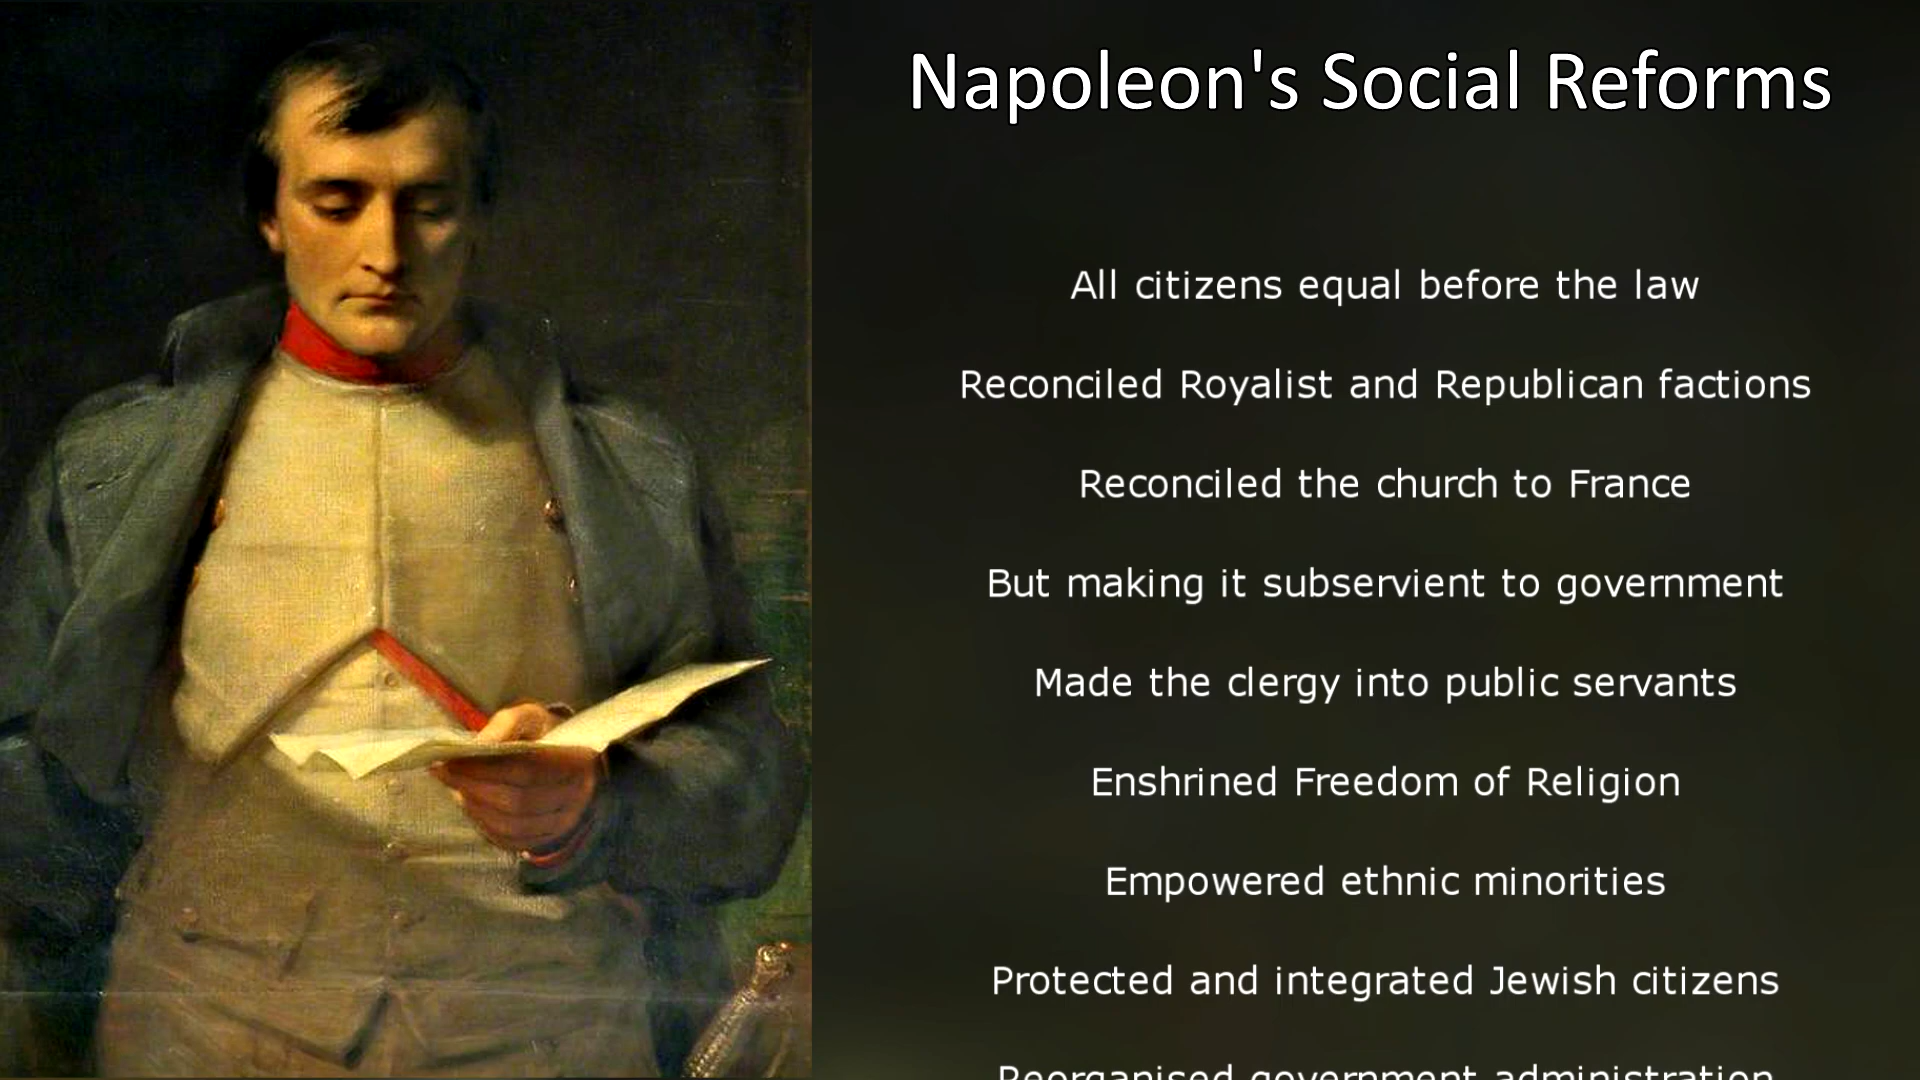 Napoleon's Social Reforms
All citizens equal before the law
Reconciled Royalist and Republican factions
Reconciled the church to France
But making it subservient to government
Made the clergy into public servants
Enshrined Freedom of Religion
Empowered ethnic minorities
Protected and integrated Jewish citizens
Reorganised government administration